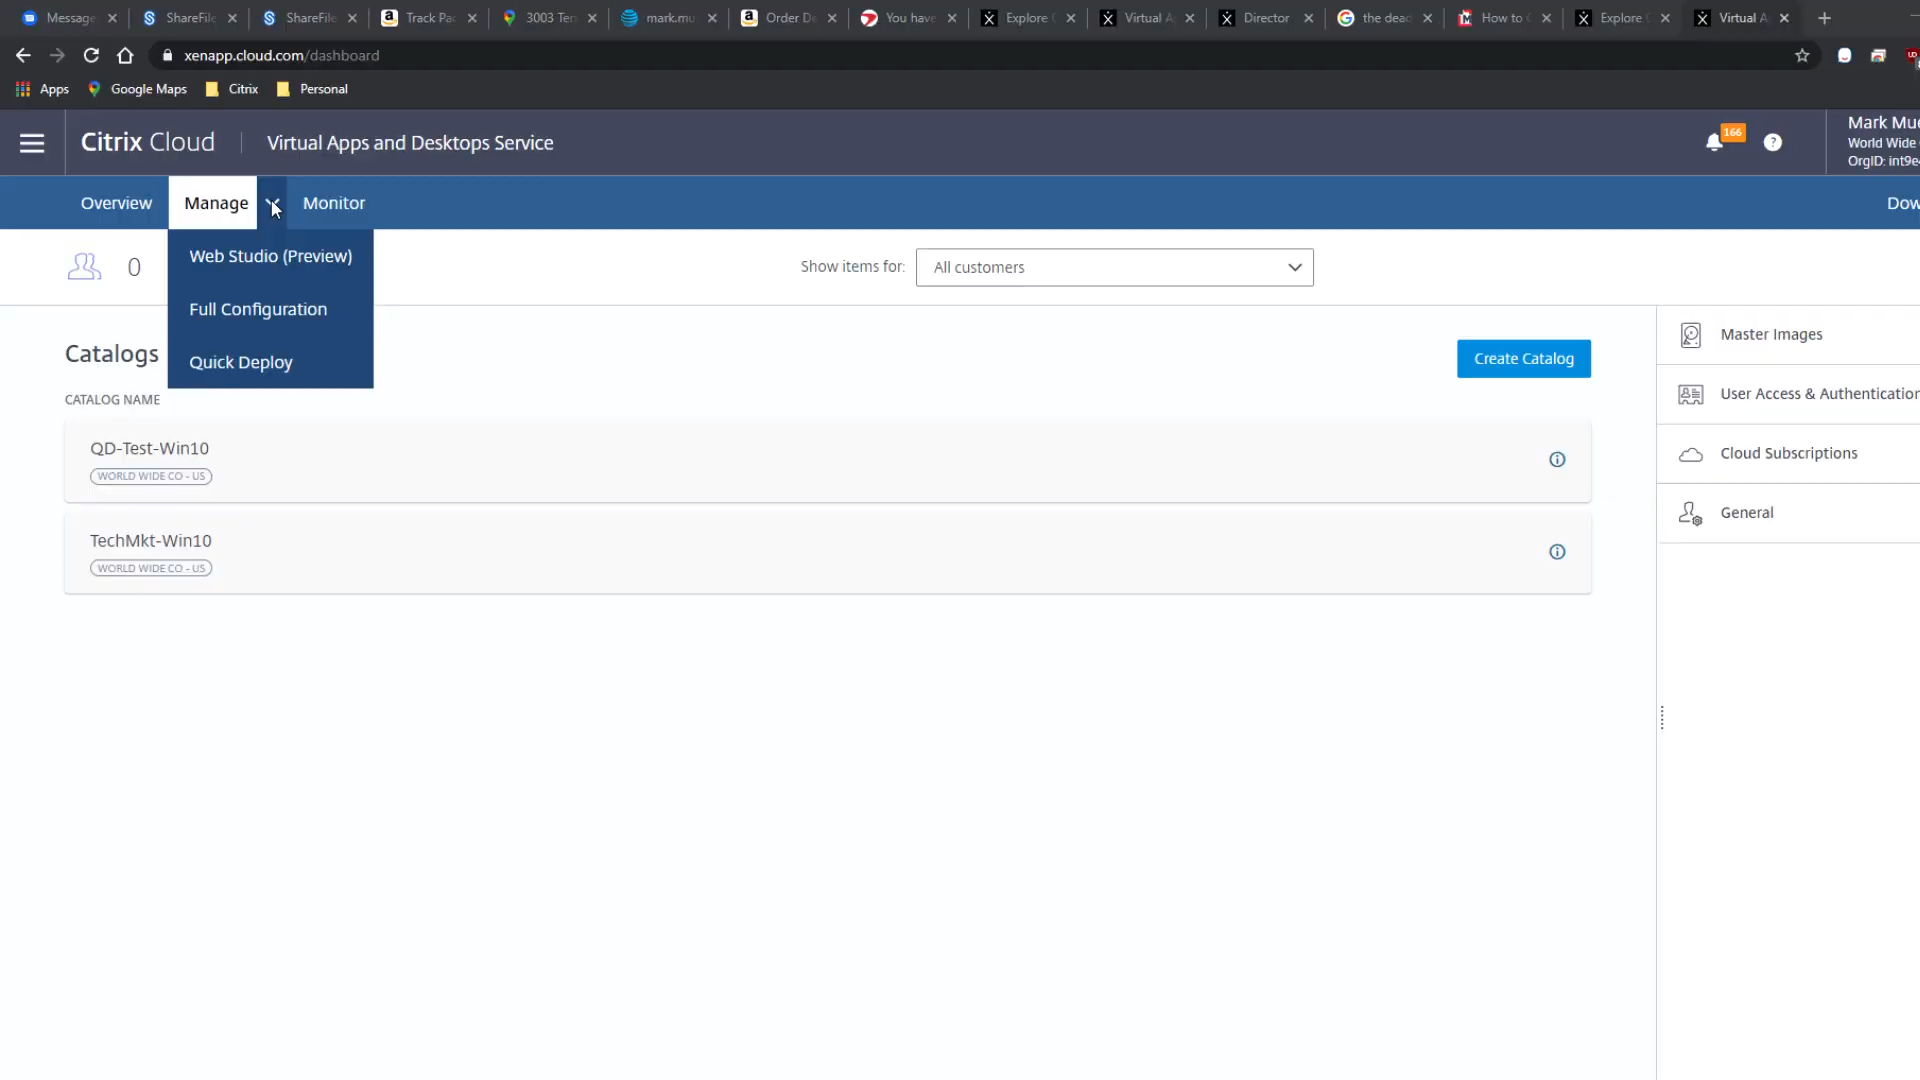 Message
ShareFile
ShareFile
Track Pac
3003 Terr
mark.mu
Order De
You have
Explore C
Virtual A
Director
the dead
How to C
Explore C
Virtual A
xenapp.cloud.com/dashboard
Apps
Google Maps
Citrix
Personal
Citrix Cloud
Virtual Apps and Desktops Service
166
?
Mark Mue
World Wide
OrgID: int9e
Overview
Manage
Monitor
Dow
Web Studio (Preview)
0
Show items for:
All customers
Full Configuration
Quick Deploy
Catalogs
Create Catalog
CATALOG NAME
QD-Test-Win10
WORLD WIDE CO - US
TechMkt-Win10
WORLD WIDE CO - US
Master Images
User Access & Authentication
Cloud Subscriptions
General